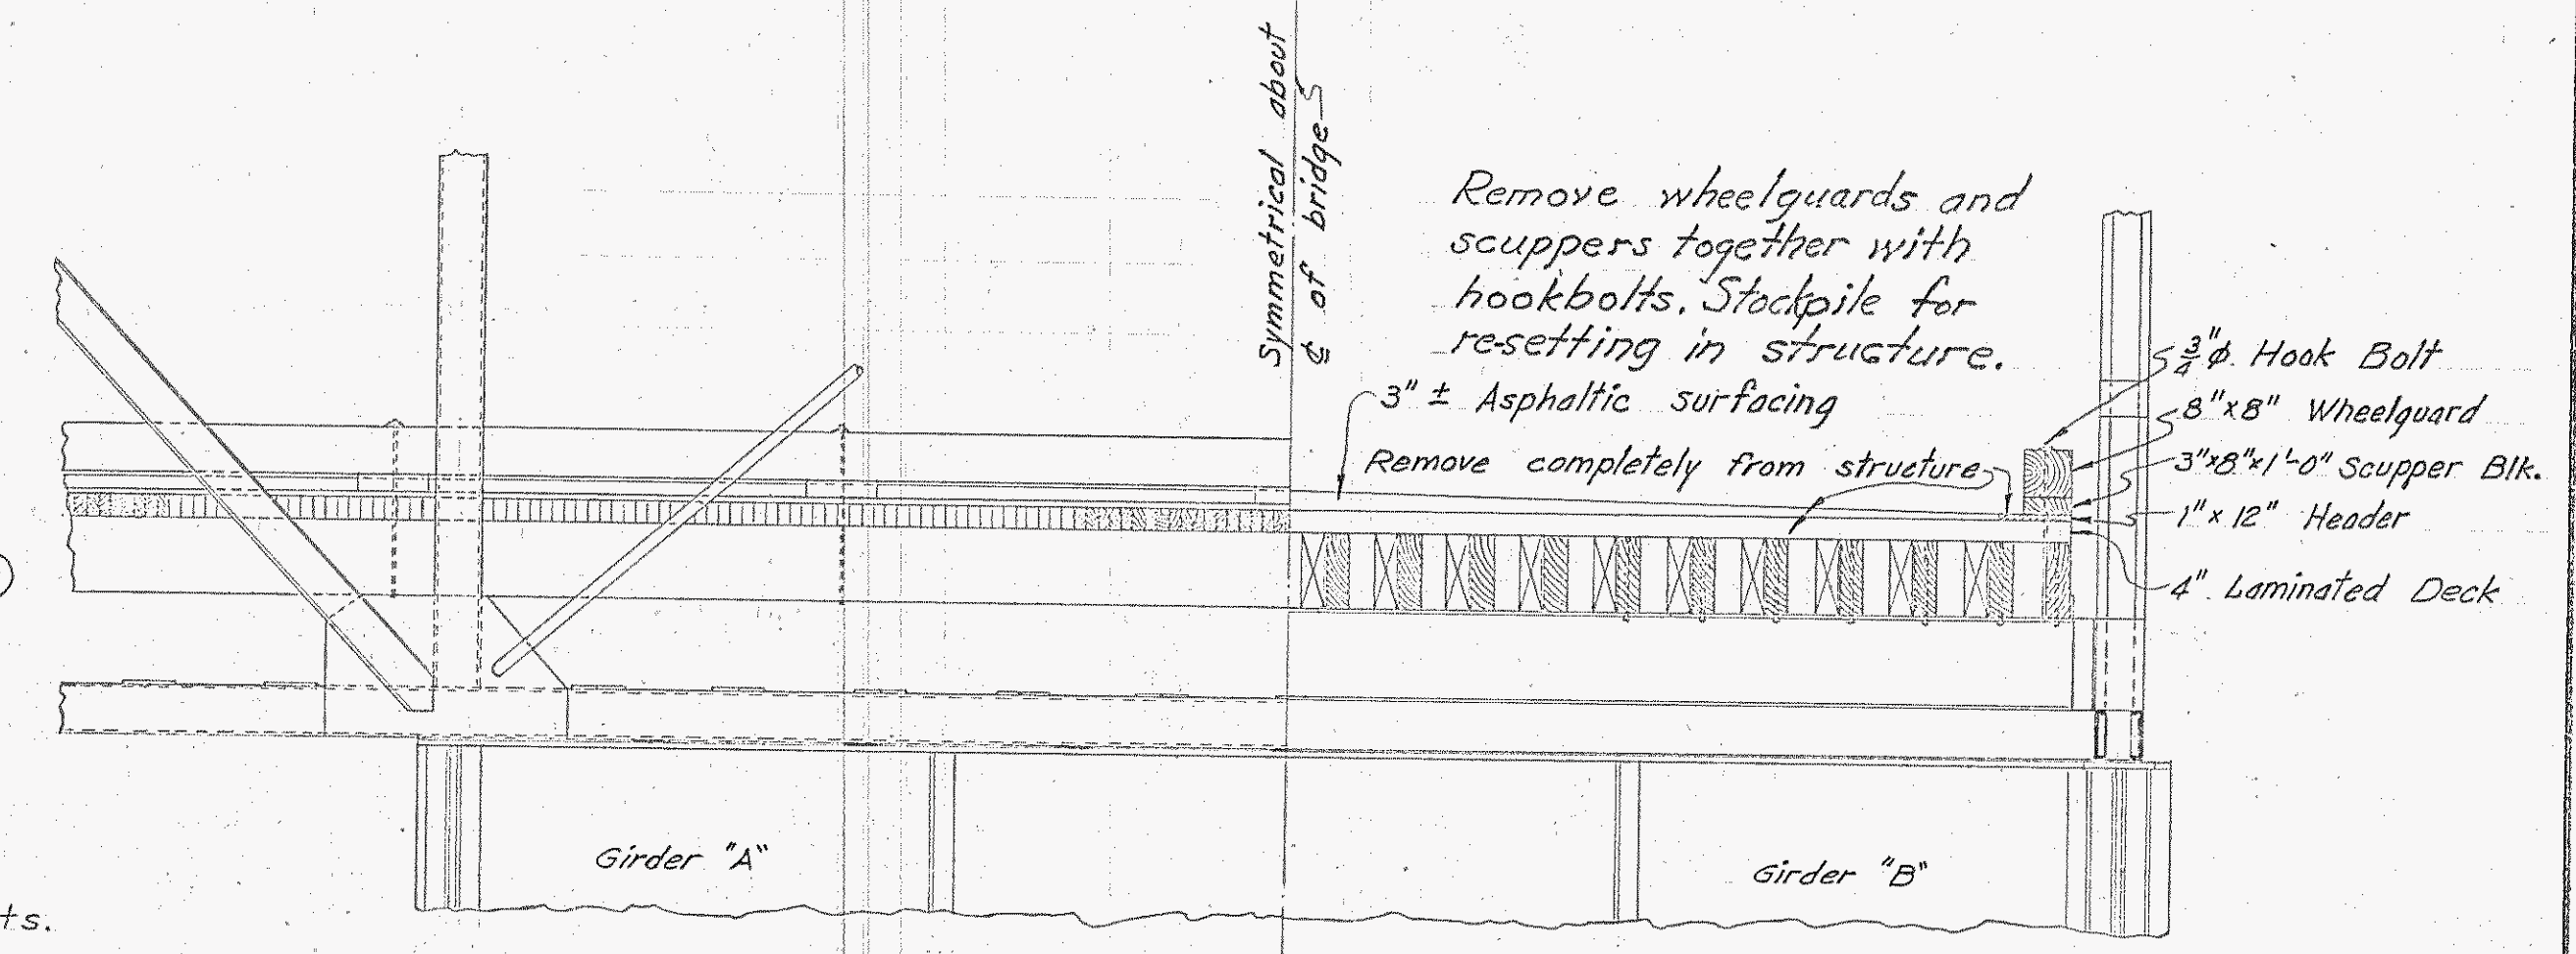 Symmetrical about
℄ of bridge
Remove wheelguards and
scuppers together with
hookbolts. Stockpile for
re-setting in structure.
3" ± Asphaltic surfacing
Remove completely from structure
3/4"ϕ Hook Bolt
8"x8" Wheelguard
3"x8"x1'-0" Scupper Blk.
1"x 12" Header
4" Laminated Deck
Girder "A"
Girder "B"
ts.